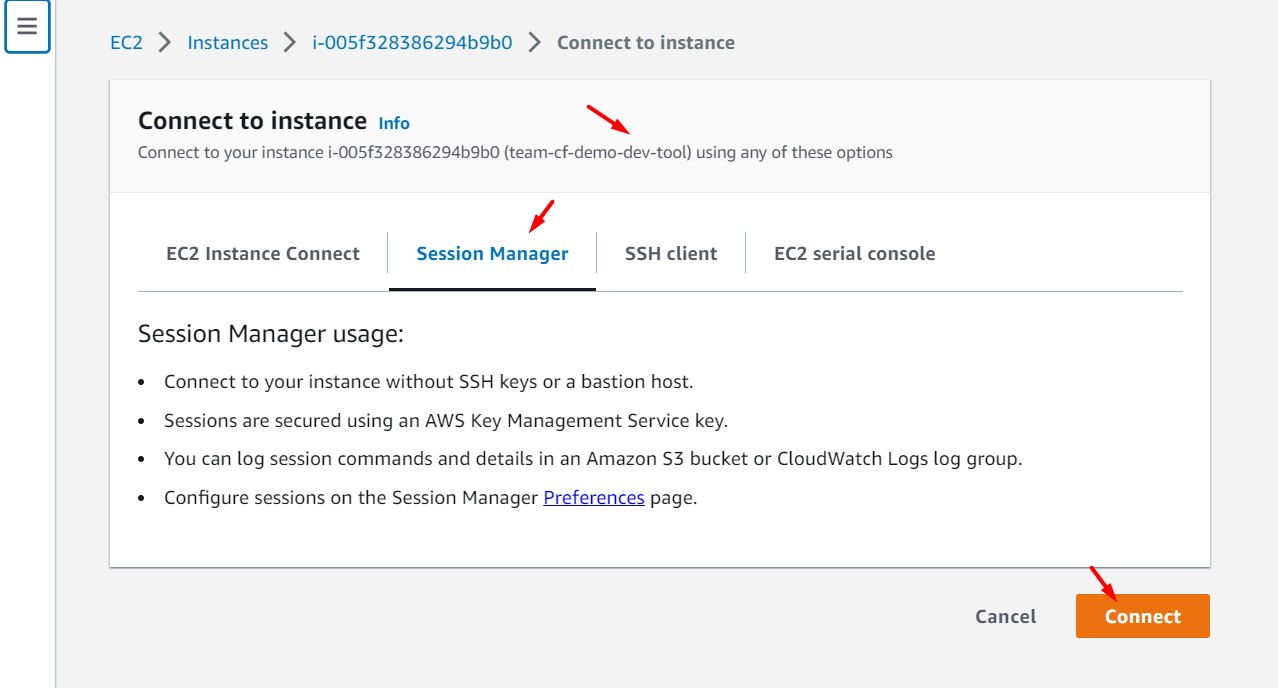 EC2 > Instances > i-005f328386294b9b0 > Connect to instance
Connect to instance Info
Connect to your instance i-005f328386294b9b0 (team-cf-demo-dev-tool) using any of these options
EC2 Instance Connect Session Manager SSH client EC2 serial console
Session Manager usage:
• Connect to your instance without SSH keys or a bastion host.
• Sessions are secured using an AWS Key Management Service key.
• You can log session commands and details in an Amazon S3 bucket or CloudWatch Logs log group.
• Configure sessions on the Session Manager Preferences page.
Cancel Connect